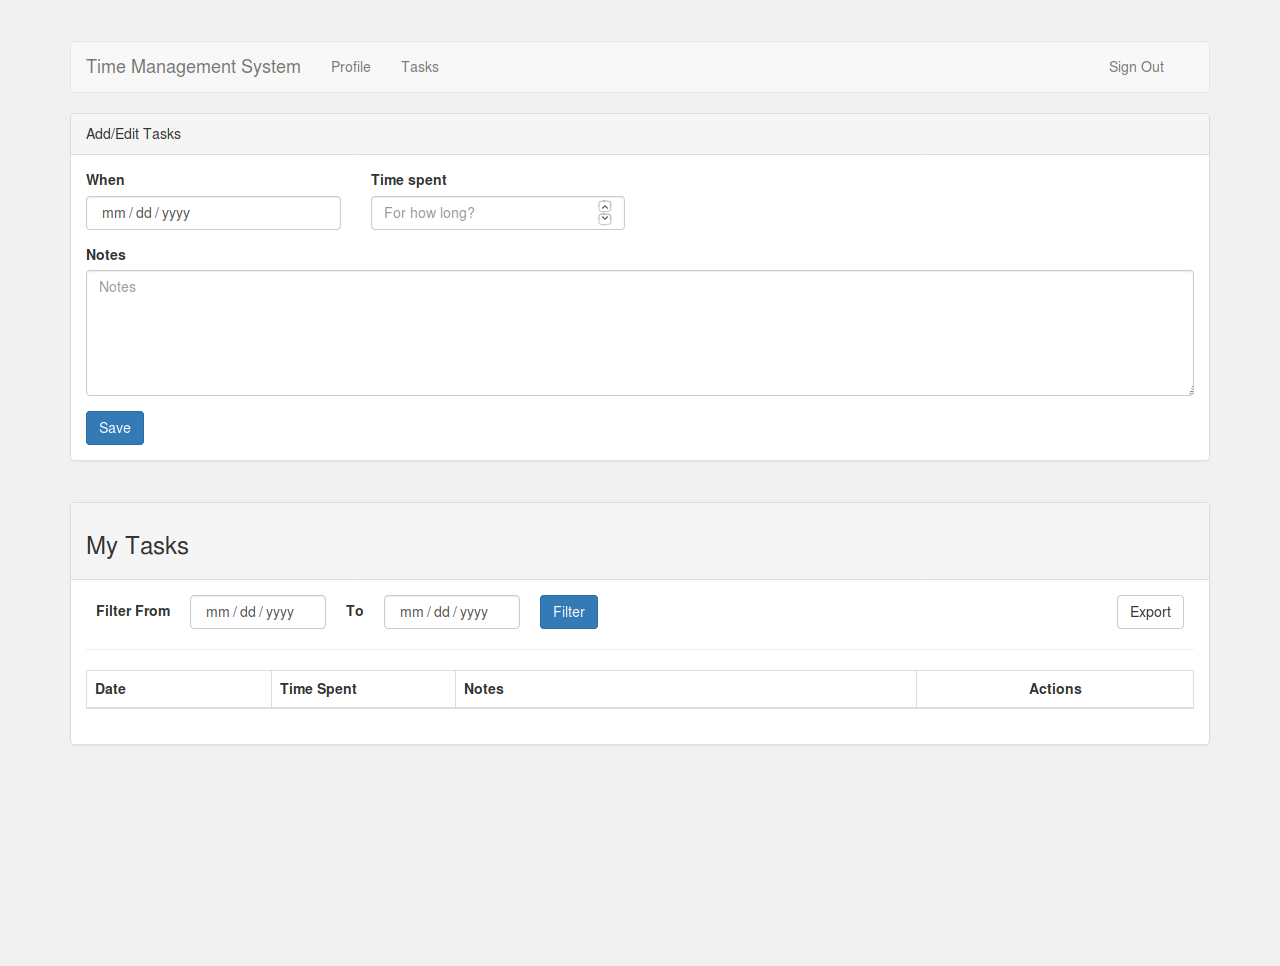 Time Management System Profile Tasks Sign Out
Add/Edit Tasks
When Time spent
mm / dd / yyyy For how long?
Notes
Notes
Save
My Tasks
Filter From mm / dd / yyyy To mm / dd / yyyy Filter Export
Date Time Spent Notes Actions